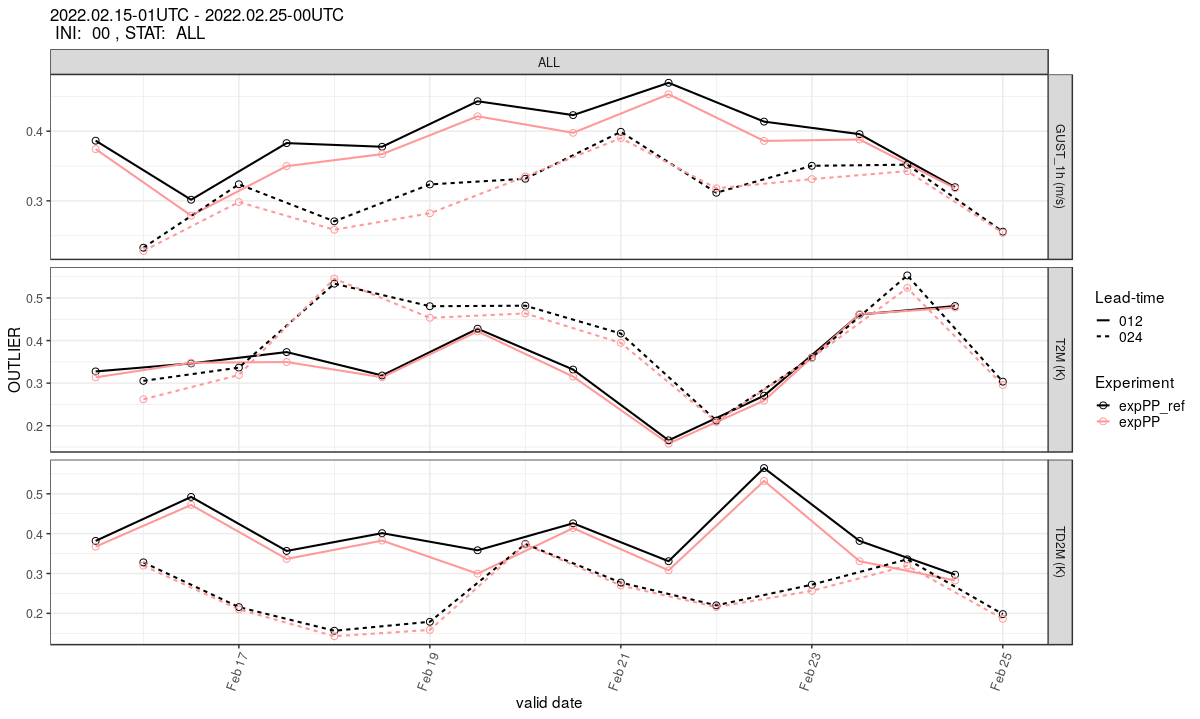 2022.02.15-01UTC - 2022.02.25-00UTC
INI:  00 , STAT:  ALL
ALL
0.4
0.3
GUST_1h (m/s)
0.5
0.4
0.3
0.2
T2M (K)
OUTLIER
0.5
0.4
0.3
0.2
TD2M (K)
Feb 17
Feb 19
Feb 21
Feb 23
Feb 25
valid date
Lead-time
012
024
Experiment
expPP_ref
expPP